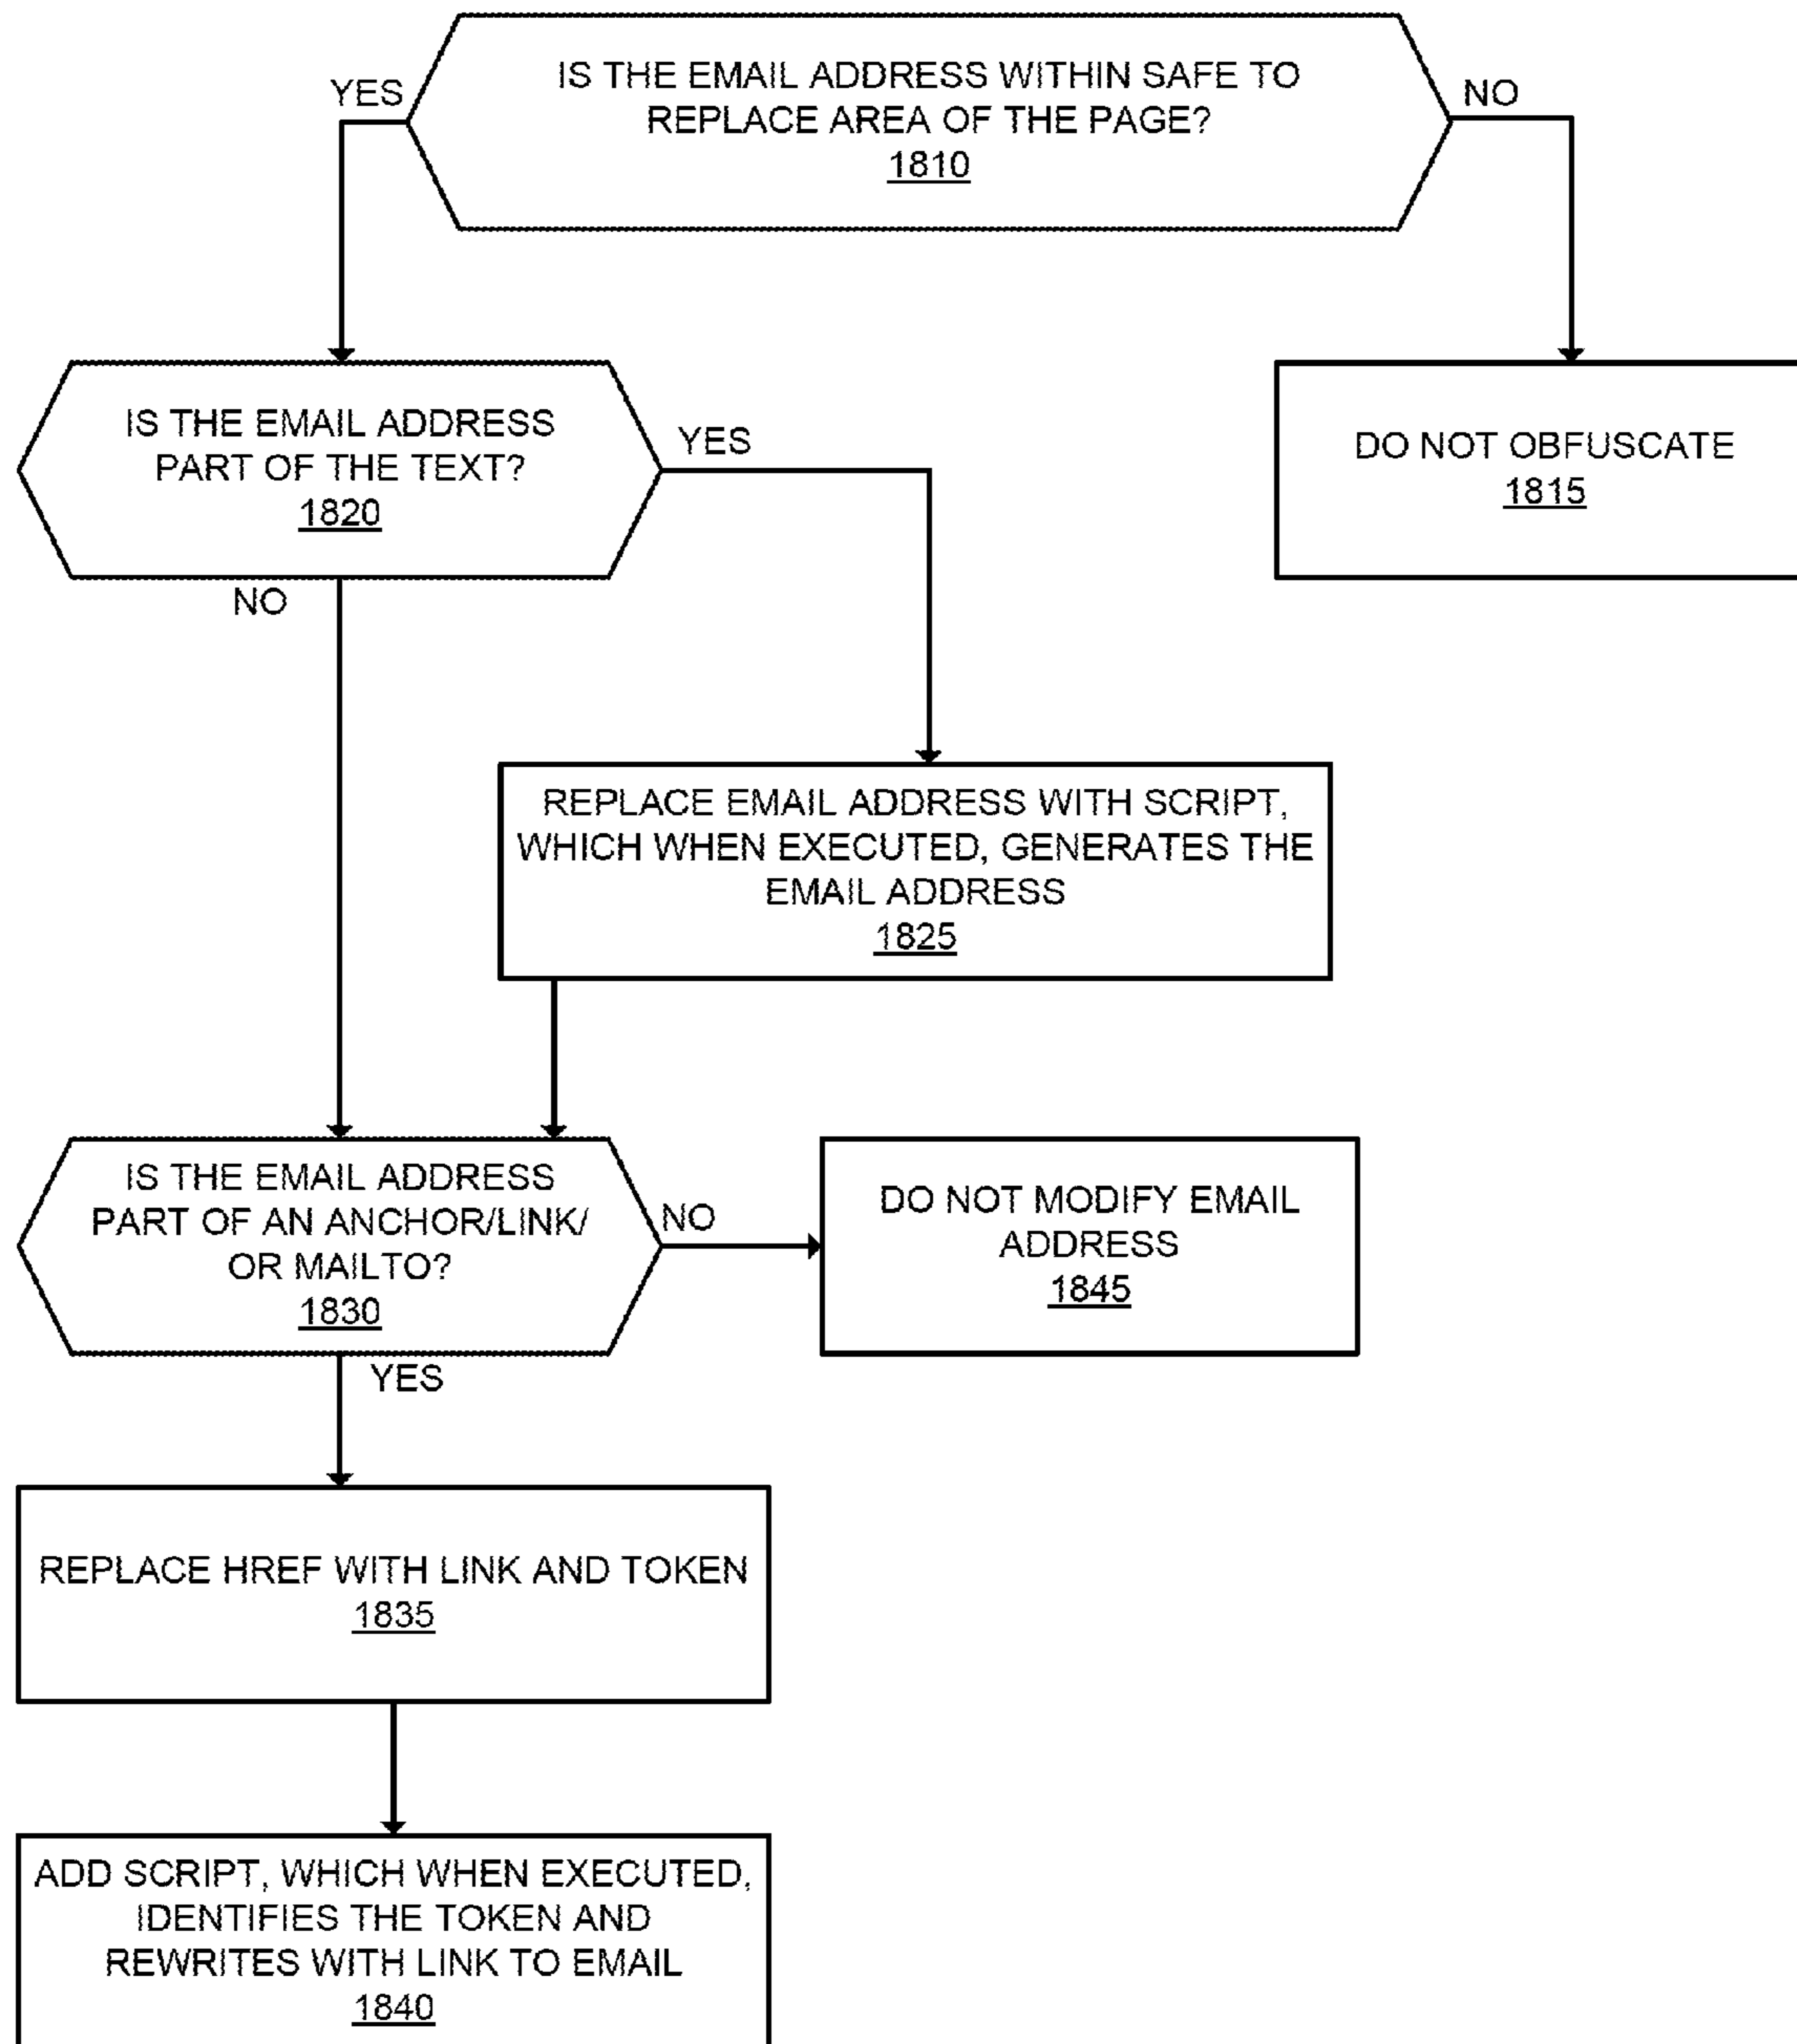 IS THE EMAIL ADDRESS WITHIN SAFE TO
REPLACE AREA OF THE PAGE?
1810
YES
NO
IS THE EMAIL ADDRESS
PART OF THE TEXT?
1820
YES
NO
DO NOT OBFUSCATE
1815
REPLACE EMAIL ADDRESS WITH SCRIPT,
WHICH WHEN EXECUTED, GENERATES THE
EMAIL ADDRESS
1825
IS THE EMAIL ADDRESS
PART OF AN ANCHOR/LINK/
OR MAILTO?
1830
NO
YES
DO NOT MODIFY EMAIL
ADDRESS
1845
REPLACE HREF WITH LINK AND TOKEN
1835
ADD SCRIPT, WHICH WHEN EXECUTED,
IDENTIFIES THE TOKEN AND
REWRITES WITH LINK TO EMAIL
1840